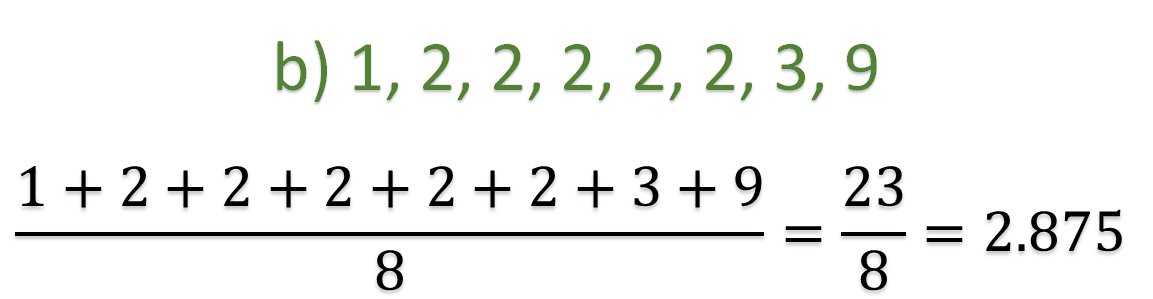 b) 1, 2, 2, 2, 2, 2, 3, 9
1 + 2 + 2 + 2 + 2 + 2 + 3 + 9
8
= 23
8
= 2.875